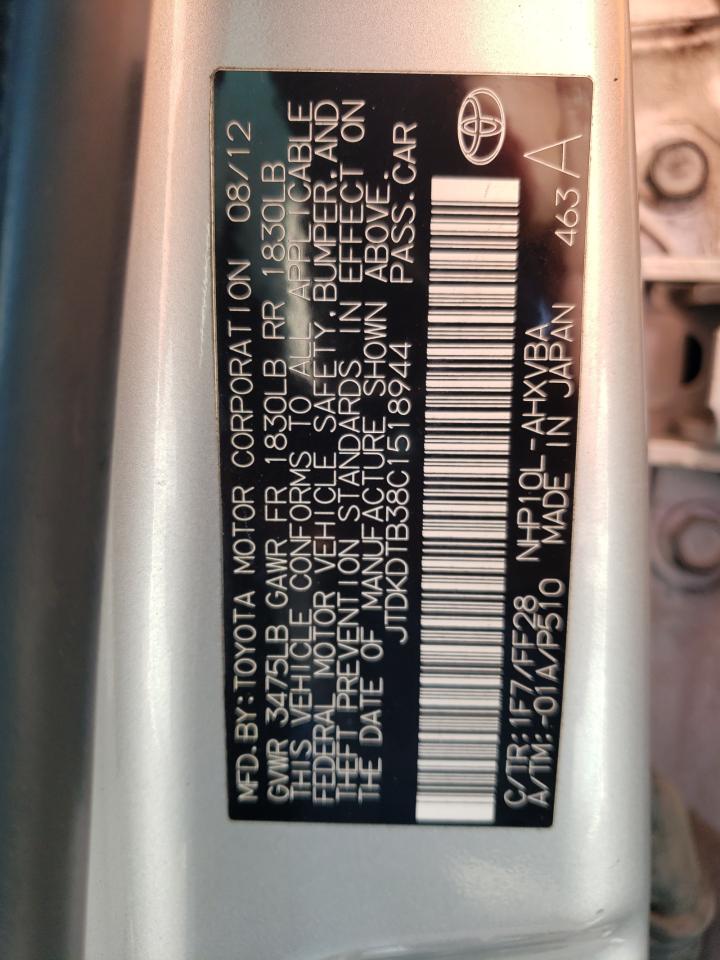 MFD.BY:TOYOTA MOTOR CORPORATION 08/12
GVWR 3475LB GAWR FR 1830LB RR 1830LB
THIS VEHICLE CONFORMS TO ALL APPLICABLE
FEDERAL MOTOR VEHICLE SAFETY,BUMPER,AND
THEFT PREVENTION STANDARDS IN EFFECT ON
THE DATE OF MANUFACTURE SHOWN ABOVE.
JTDKDTB38C1518944 PASS.CAR
C/TR:1F7/FF28 NHP10L-AHXVBA
A/TM:-01A/P510 MADE IN JAPAN 463 A